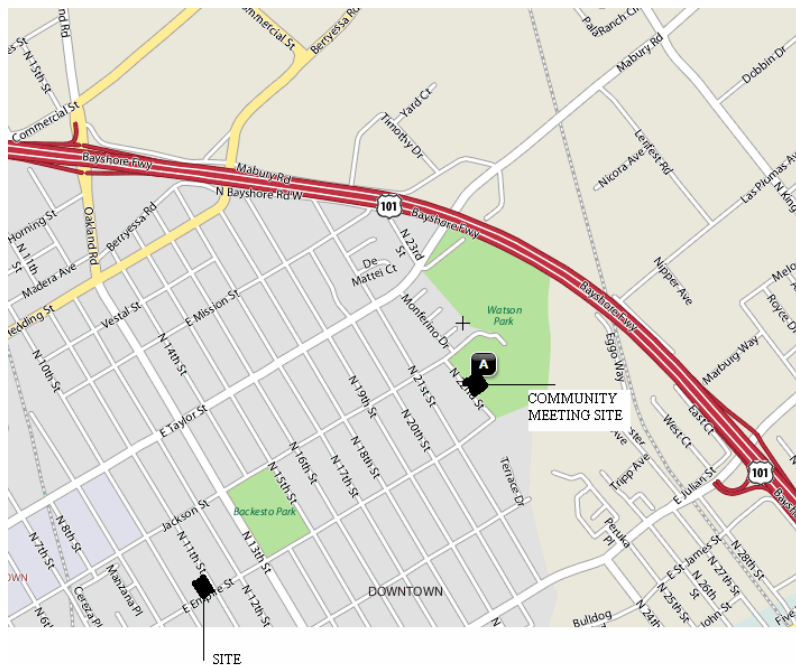 Commercial St
Berryessa St
Mabury Rd
Ranch Cir
Dobbin Dr
N 15th St
Commercial St
Yard Ct
Timothy Dr
Lenfest Rd
Nicora Ave
Las Plumas Ave
N King
Bayshore Fwy
Mabury Rd
N Bayshore Rd W
101
Bayshore Fwy
Horning St
N 11th
Oakland Rd
Berryessa Rd
N 23rd St
De Mattei Ct
Madera Ave
Nipper Ave
Royce Dr
Bayshore Fwy
Vestal St
E Mission St
Monferino Dr
Watson
Park
Eggo Way
Marburg Way
N 10th St
N 14th St
A
N 22nd St
COMMUNITY
MEETING SITE
N 19th St
N 21st St
N 20th St
E Taylor St
East Ct
West Ct
N 16th St
N 18th St
N 17th St
N 15th St
Tripp Ave
Terrace Dr
E Julian St
101
Jackson St
Backesto Park
Peruka Pl
N 8th St
N 7th St
N 11th St
N 13th St
E St James St
N 28th St
N 27th St
N 26th
N 25th St
N 24th
Manzana Pl
Cereza Pl
E Empire St
N 12th St
DOWNTOWN
Bulldog
John St
SITE